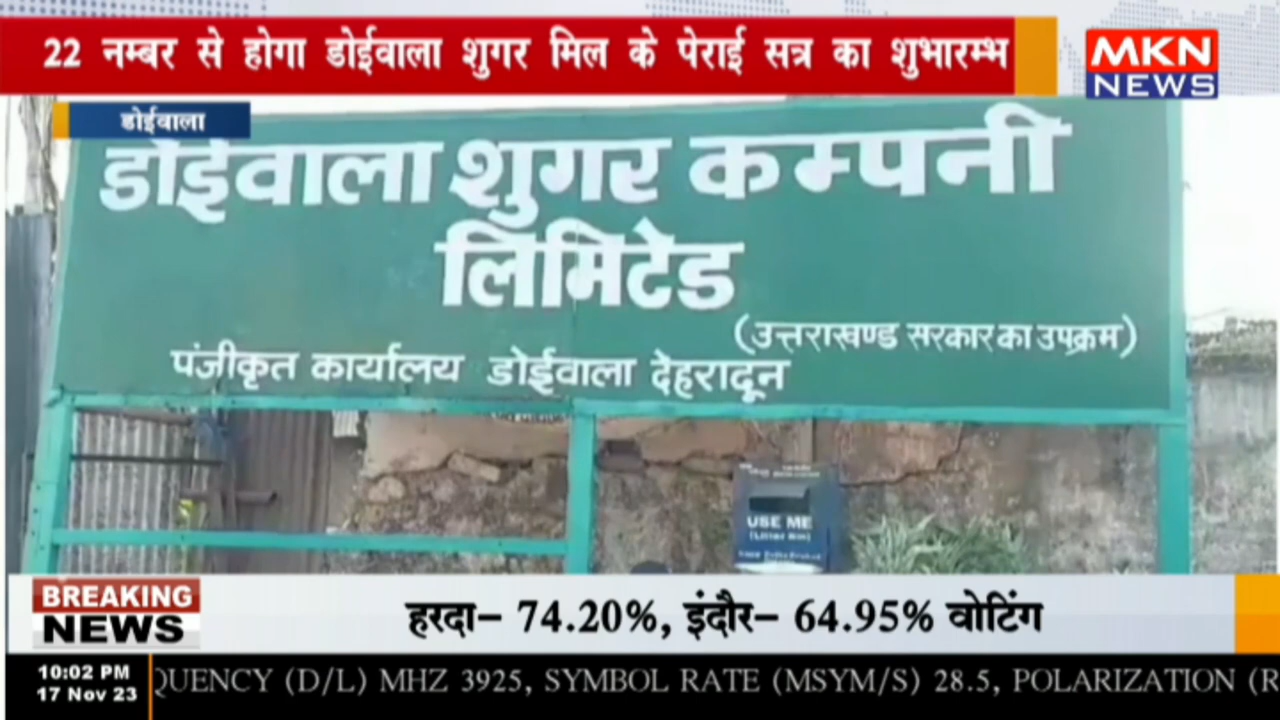 22 नम्बर से होगा डोईवाला शुगर मिल के पेराई सत्र का शुभारम्भ
MKN
NEWS
डोईवाला
डोईवाला शुगर कम्पनी
लिमिटेड
(उत्तराखण्ड सरकार का उपक्रम)
पंजीकृत कार्यालय डोईवाला देहरादून
USE ME
(Litter Bin)
BREAKING
NEWS
हरदा– 74.20%, इंदौर– 64.95% वोटिंग
10:02 PM
17 Nov 23
QUENCY (D/L) MHZ 3925, SYMBOL RATE (MSYM/S) 28.5, POLARIZATION (R